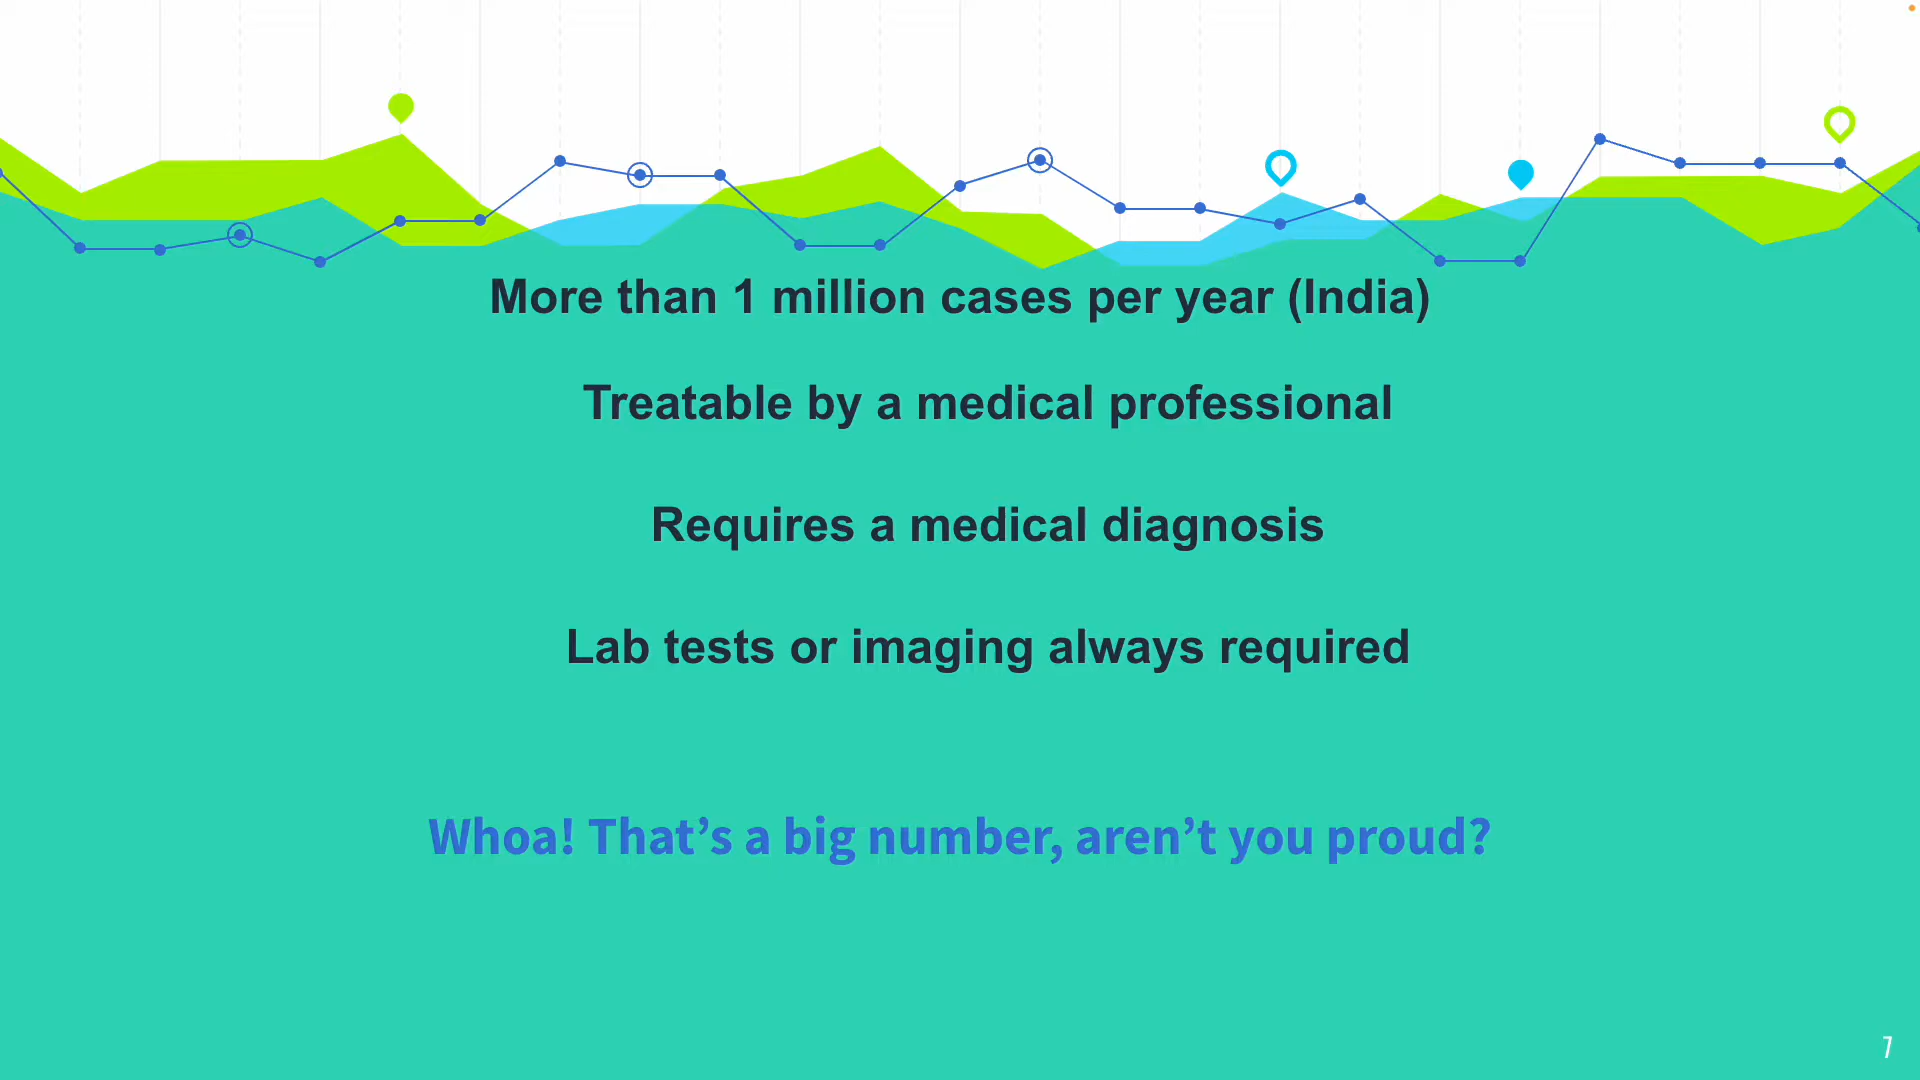 More than 1 million cases per year (India)
Treatable by a medical professional
Requires a medical diagnosis
Lab tests or imaging always required
Whoa! That’s a big number, aren’t you proud?
7